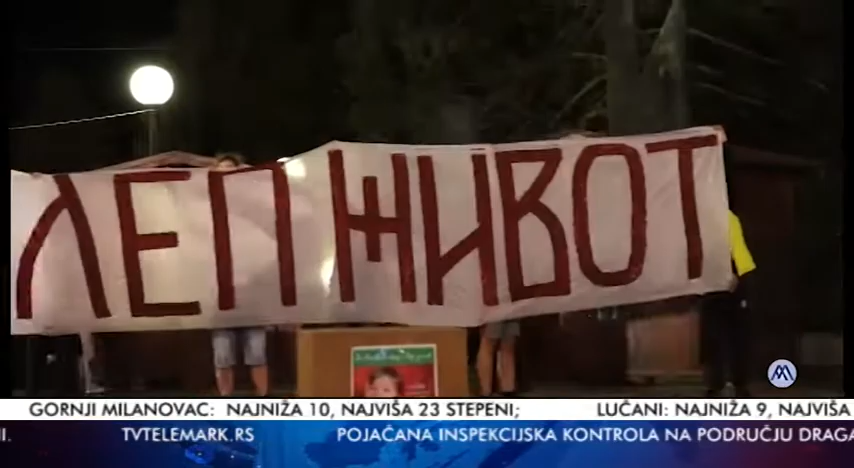 ЛЕП ЖИВОТ
GORNJI MILANOVAC: NAJNIŽA 10, NAJVIŠA 23 STEPENI; LUČANI: NAJNIŽA 9, NAJVIŠA
I. TVTELEMARK.RS POJAČANA INSPEKCIJSKA KONTROLA NA PODRUČJU DRAGA